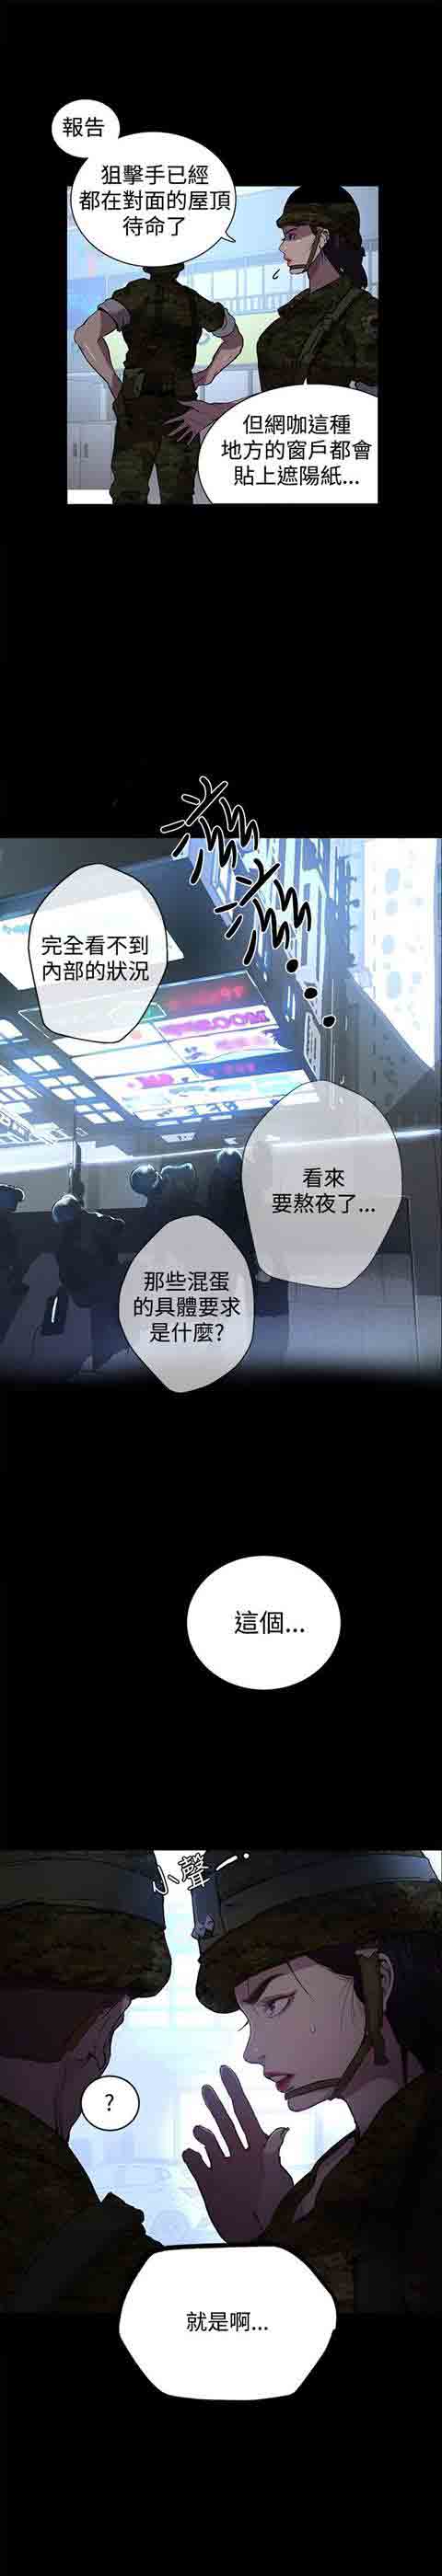 報告
狙擊手已經
都在對面的屋頂
待命了
但網咖這種
地方的窗戶都會
貼上遮陽紙...
完全看不到
內部的狀況
看來
要熬夜了...
那些混蛋
的具體要求
是什麼?
這個...
小聲
?
就是啊...